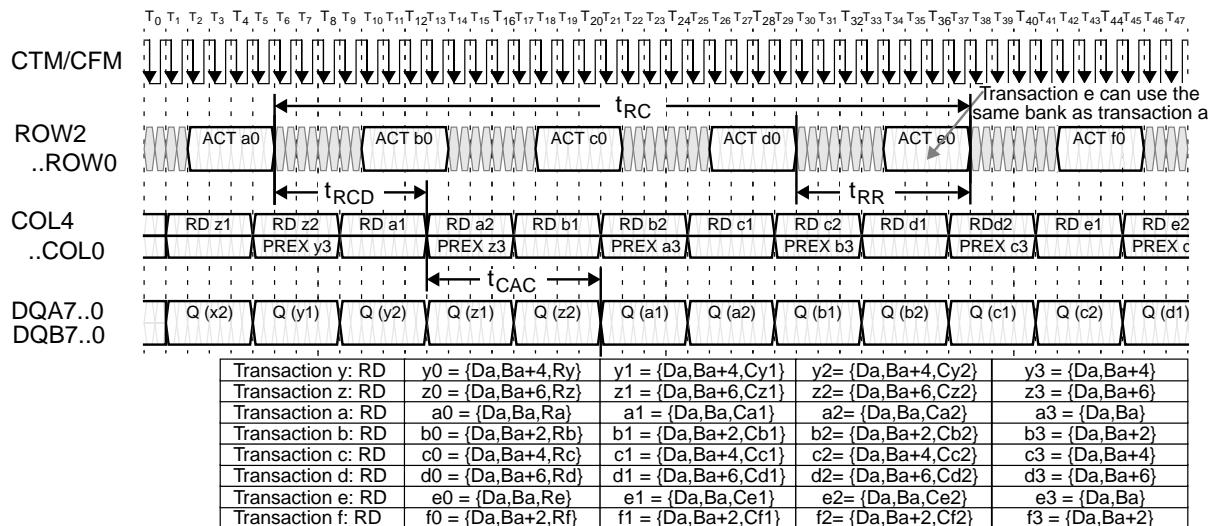 T0 T1 T2 T3 T4 T5 T6 T7 T8 T9 T10 T11 T12 T13 T14 T15 T16 T17 T18 T19 T20 T21 T22 T23 T24 T25 T26 T27 T28 T29 T30 T31 T32 T33 T34 T35 T36 T37 T38 T39 T40 T41 T42 T43 T44 T45 T46 T47
CTM/CFM
tRC
Transaction e can use the
same bank as transaction a
ROW2
..ROW0
ACT a0 ACT b0 ACT c0 ACT d0 ACT e0 ACT f0
tRCD tRR
COL4
..COL0
RD z1 RD z2 RD a1 RD a2 RD b1 RD b2 RD c1 RD c2 RD d1 RDd2 RD e1 RD e2
PREX y3 PREX z3 PREX a3 PREX b3 PREX c3 PREX
tCAC
DQA7..0
DQB7..0
Q (x2) Q (y1) Q (y2) Q (z1) Q (z2) Q (a1) Q (a2) Q (b1) Q (b2) Q (c1) Q (c2) Q (d1)
Transaction y: RD y0 = {Da,Ba+4,Ry} y1 = {Da,Ba+4,Cy1} y2= {Da,Ba+4,Cy2} y3 = {Da,Ba+4}
Transaction z: RD z0 = {Da,Ba+6,Rz} z1 = {Da,Ba+6,Cz1} z2= {Da,Ba+6,Cz2} z3 = {Da,Ba+6}
Transaction a: RD a0 = {Da,Ba,Ra} a1 = {Da,Ba,Ca1} a2= {Da,Ba,Ca2} a3 = {Da,Ba}
Transaction b: RD b0 = {Da,Ba+2,Rb} b1 = {Da,Ba+2,Cb1} b2= {Da,Ba+2,Cb2} b3 = {Da,Ba+2}
Transaction c: RD c0 = {Da,Ba+4,Rc} c1 = {Da,Ba+4,Cc1} c2= {Da,Ba+4,Cc2} c3 = {Da,Ba+4}
Transaction d: RD d0 = {Da,Ba+6,Rd} d1 = {Da,Ba+6,Cd1} d2= {Da,Ba+6,Cd2} d3 = {Da,Ba+6}
Transaction e: RD e0 = {Da,Ba,Re} e1 = {Da,Ba,Ce1} e2= {Da,Ba,Ce2} e3 = {Da,Ba}
Transaction f: RD f0 = {Da,Ba+2,Rf} f1 = {Da,Ba+2,Cf1} f2= {Da,Ba+2,Cf2} f3 = {Da,Ba+2}